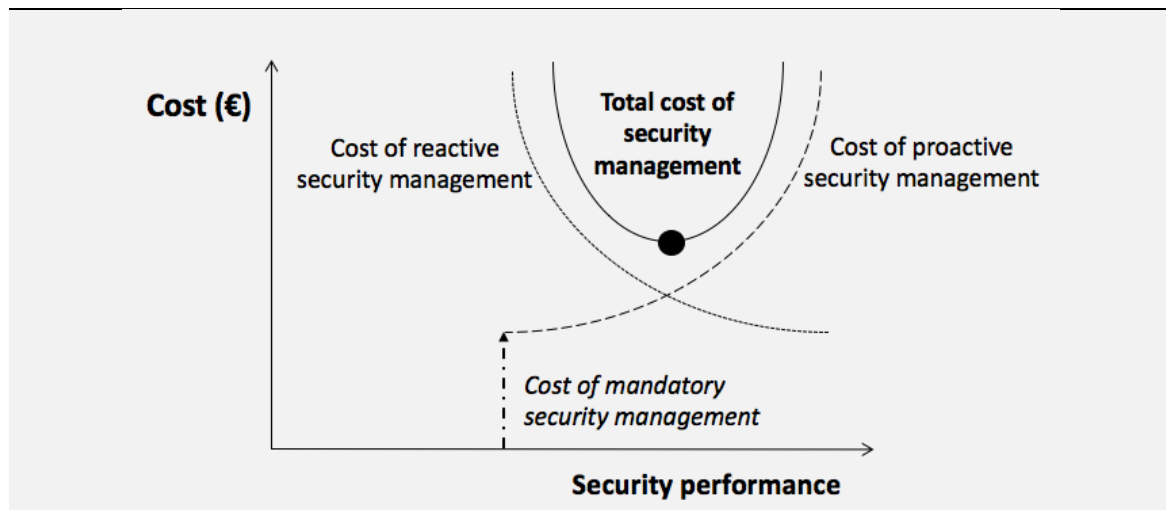 Cost (€)
Total cost of
security
management
Cost of reactive
security management
Cost of proactive
security management
Cost of mandatory
security management
Security performance